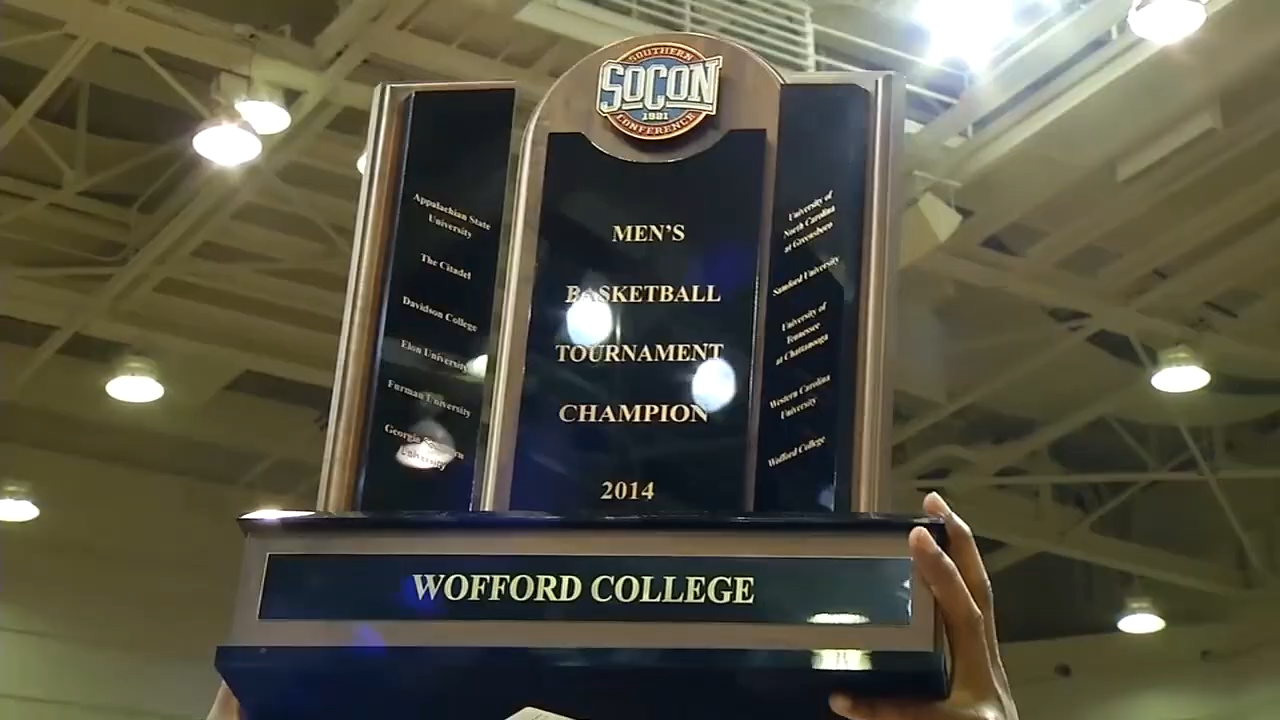 SOUTHERN
SOCON
1921
CONFERENCE
Appalachian State
University
The Citadel
Davidson College
Elon University
Furman University
Georgia Southern
University
MEN'S
BASKETBALL
TOURNAMENT
CHAMPION
2014
University of
North Carolina
at Greensboro
Samford University
University of
Tennessee
at Chattanooga
Western Carolina
University
Wofford College
WOFFORD COLLEGE